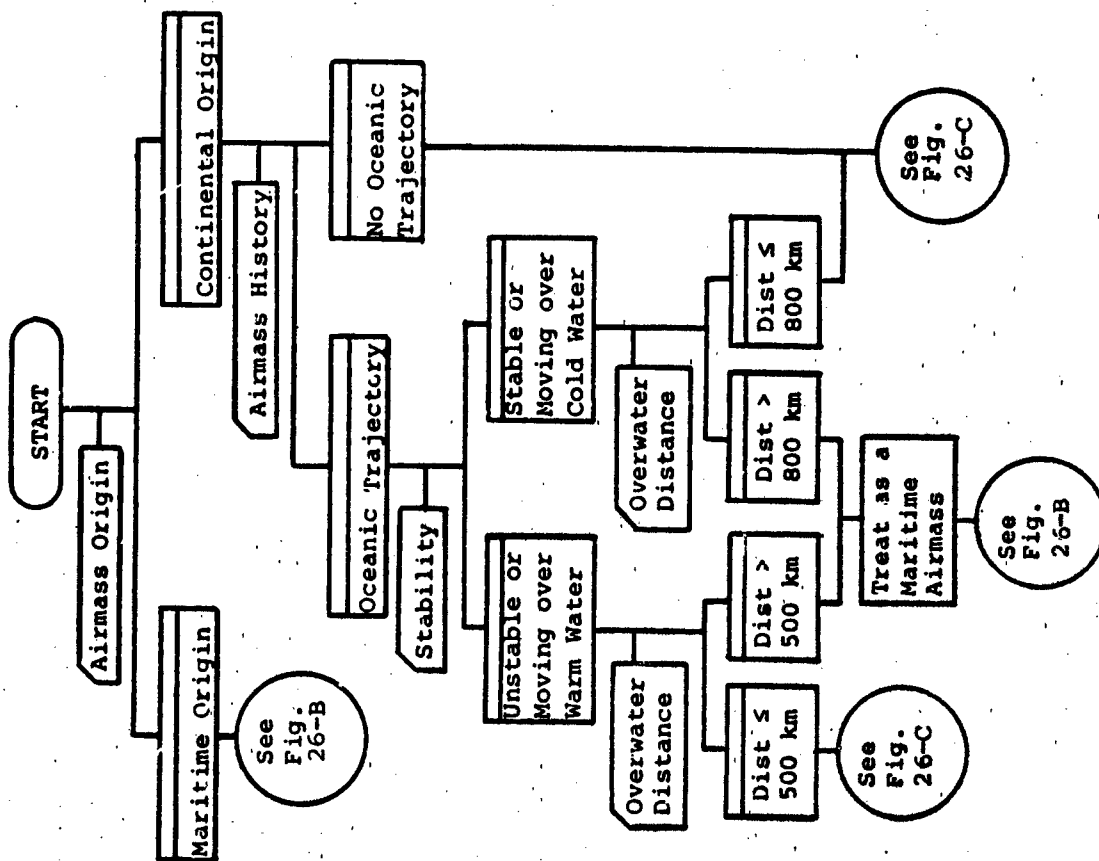 START
Airmass Origin
Maritime Origin
Continental Origin
See
Fig.
26-B
Airmass History
Oceanic Trajectory
No Oceanic
Trajectory
Stability
Unstable or
Moving over
Warm Water
Stable or
Moving over
Cold Water
Overwater
Distance
Overwater
Distance
Dist ≤
500 km
Dist >
500 km
Dist >
800 km
Dist ≤
800 km
See
Fig.
26-C
Treat as a
Maritime
Airmass
See
Fig.
26-C
See
Fig.
26-B